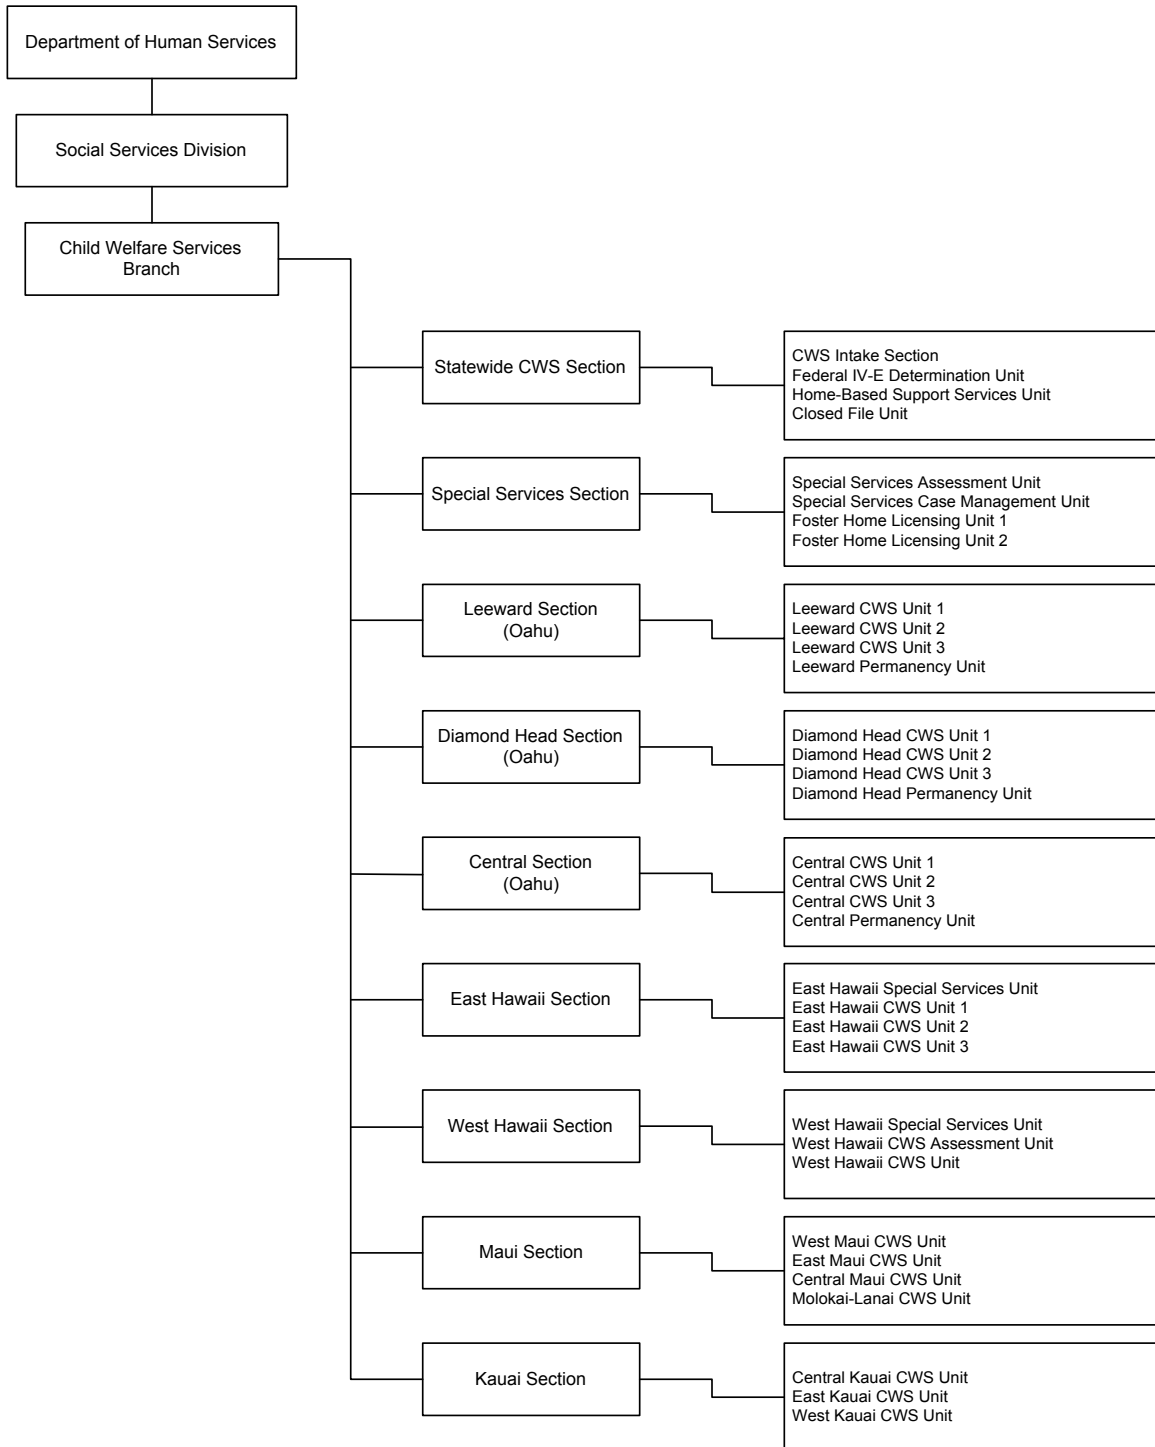 Department of Human Services
Social Services Division
Child Welfare Services
Branch
Statewide CWS Section
CWS Intake Section
Federal IV-E Determination Unit
Home-Based Support Services Unit
Closed File Unit
Special Services Section
Special Services Assessment Unit
Special Services Case Management Unit
Foster Home Licensing Unit 1
Foster Home Licensing Unit 2
Leeward Section
(Oahu)
Leeward CWS Unit 1
Leeward CWS Unit 2
Leeward CWS Unit 3
Leeward Permanency Unit
Diamond Head Section
(Oahu)
Diamond Head CWS Unit 1
Diamond Head CWS Unit 2
Diamond Head CWS Unit 3
Diamond Head Permanency Unit
Central Section
(Oahu)
Central CWS Unit 1
Central CWS Unit 2
Central CWS Unit 3
Central Permanency Unit
East Hawaii Section
East Hawaii Special Services Unit
East Hawaii CWS Unit 1
East Hawaii CWS Unit 2
East Hawaii CWS Unit 3
West Hawaii Section
West Hawaii Special Services Unit
West Hawaii CWS Assessment Unit
West Hawaii CWS Unit
Maui Section
West Maui CWS Unit
East Maui CWS Unit
Central Maui CWS Unit
Molokai-Lanai CWS Unit
Kauai Section
Central Kauai CWS Unit
East Kauai CWS Unit
West Kauai CWS Unit